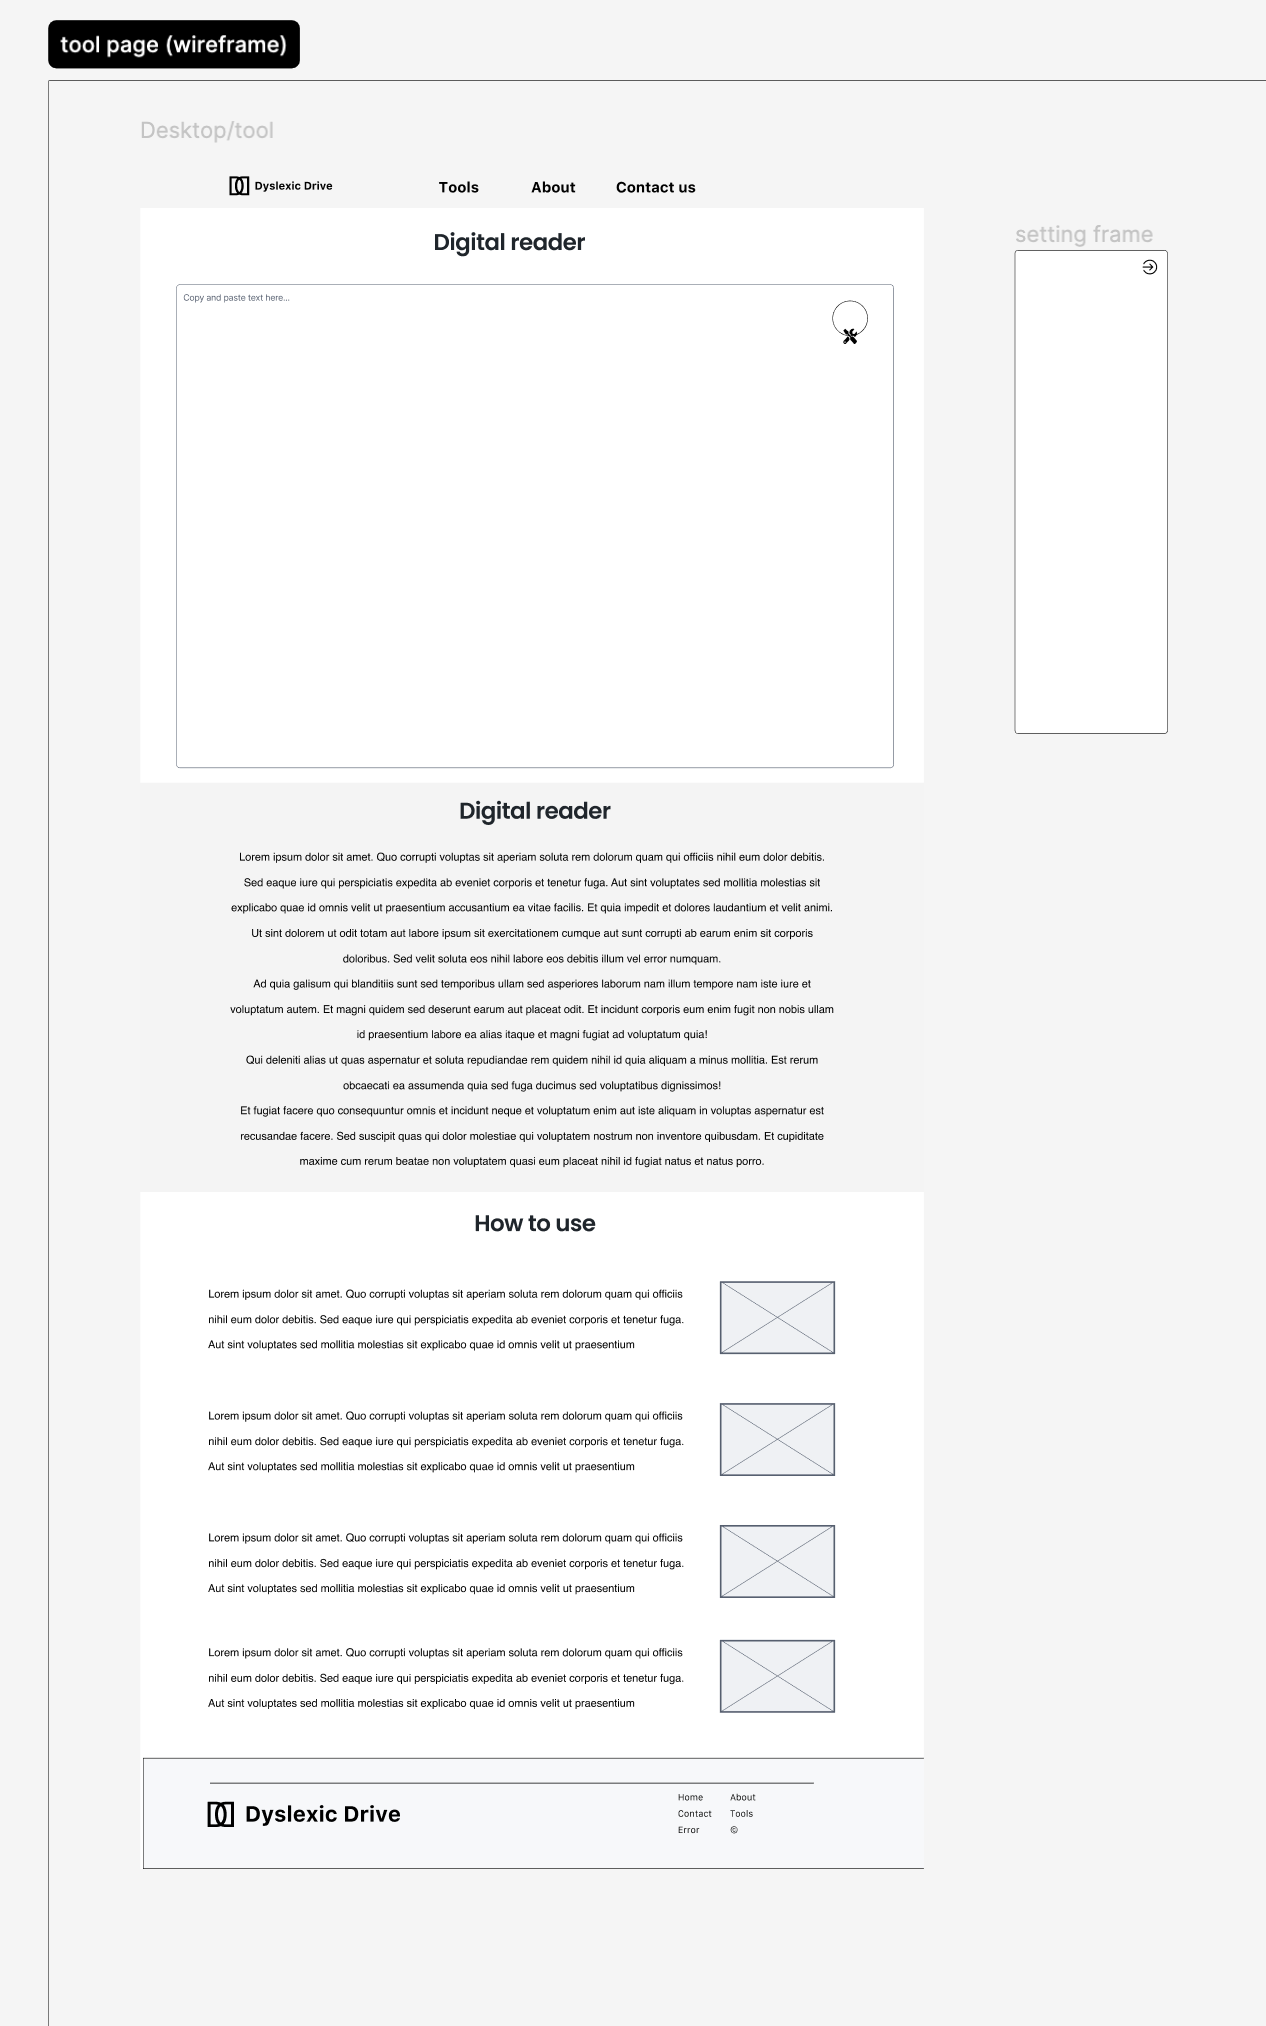 tool page (wireframe)
Desktop/tool
Dyslexic Drive
Tools
About
Contact us
setting frame
Digital reader
Copy and paste text here...
Digital reader
Lorem ipsum dolor sit amet. Quo corrupti voluptas sit aperiam soluta rem dolorum quam qui officiis nihil eum dolor debitis.
Sed eaque iure qui perspiciatis expedita ab eveniet corporis et tenetur fuga. Aut sint voluptates sed mollitia molestias sit
explicabo quae id omnis velit ut praesentium accusantium ea vitae facilis. Et quia impedit et dolores laudantium et velit animi.
Ut sint dolorem ut odit totam aut labore ipsum sit exercitationem cumque aut sunt corrupti ab earum enim sit corporis
doloribus. Sed velit soluta eos nihil labore eos debitis illum vel error numquam.
Ad quia galisum qui blanditiis sunt sed temporibus ullam sed asperiores laborum nam illum tempore nam iste iure et
voluptatum autem. Et magni quidem sed deserunt earum aut placeat odit. Et incidunt corporis eum enim fugit non nobis ullam
id praesentium labore ea alias itaque et magni fugiat ad voluptatum quia!
Qui deleniti alias ut quas aspernatur et soluta repudiandae rem quidem nihil id quia aliquam a minus mollitia. Est rerum
obcaecati ea assumenda quia sed fuga ducimus sed voluptatibus dignissimos!
Et fugiat facere quo consequuntur omnis et incidunt neque et voluptatum enim aut iste aliquam in voluptas aspernatur est
recusandae facere. Sed suscipit quas qui dolor molestiae qui voluptatem nostrum non inventore quibusdam. Et cupiditate
maxime cum rerum beatae non voluptatem quasi eum placeat nihil id fugiat natus et natus porro.
How to use
Lorem ipsum dolor sit amet. Quo corrupti voluptas sit aperiam soluta rem dolorum quam qui officiis
nihil eum dolor debitis. Sed eaque iure qui perspiciatis expedita ab eveniet corporis et tenetur fuga.
Aut sint voluptates sed mollitia molestias sit explicabo quae id omnis velit ut praesentium
Lorem ipsum dolor sit amet. Quo corrupti voluptas sit aperiam soluta rem dolorum quam qui officiis
nihil eum dolor debitis. Sed eaque iure qui perspiciatis expedita ab eveniet corporis et tenetur fuga.
Aut sint voluptates sed mollitia molestias sit explicabo quae id omnis velit ut praesentium
Lorem ipsum dolor sit amet. Quo corrupti voluptas sit aperiam soluta rem dolorum quam qui officiis
nihil eum dolor debitis. Sed eaque iure qui perspiciatis expedita ab eveniet corporis et tenetur fuga.
Aut sint voluptates sed mollitia molestias sit explicabo quae id omnis velit ut praesentium
Lorem ipsum dolor sit amet. Quo corrupti voluptas sit aperiam soluta rem dolorum quam qui officiis
nihil eum dolor debitis. Sed eaque iure qui perspiciatis expedita ab eveniet corporis et tenetur fuga.
Aut sint voluptates sed mollitia molestias sit explicabo quae id omnis velit ut praesentium
Dyslexic Drive
Home
Contact
Error
About
Tools
©